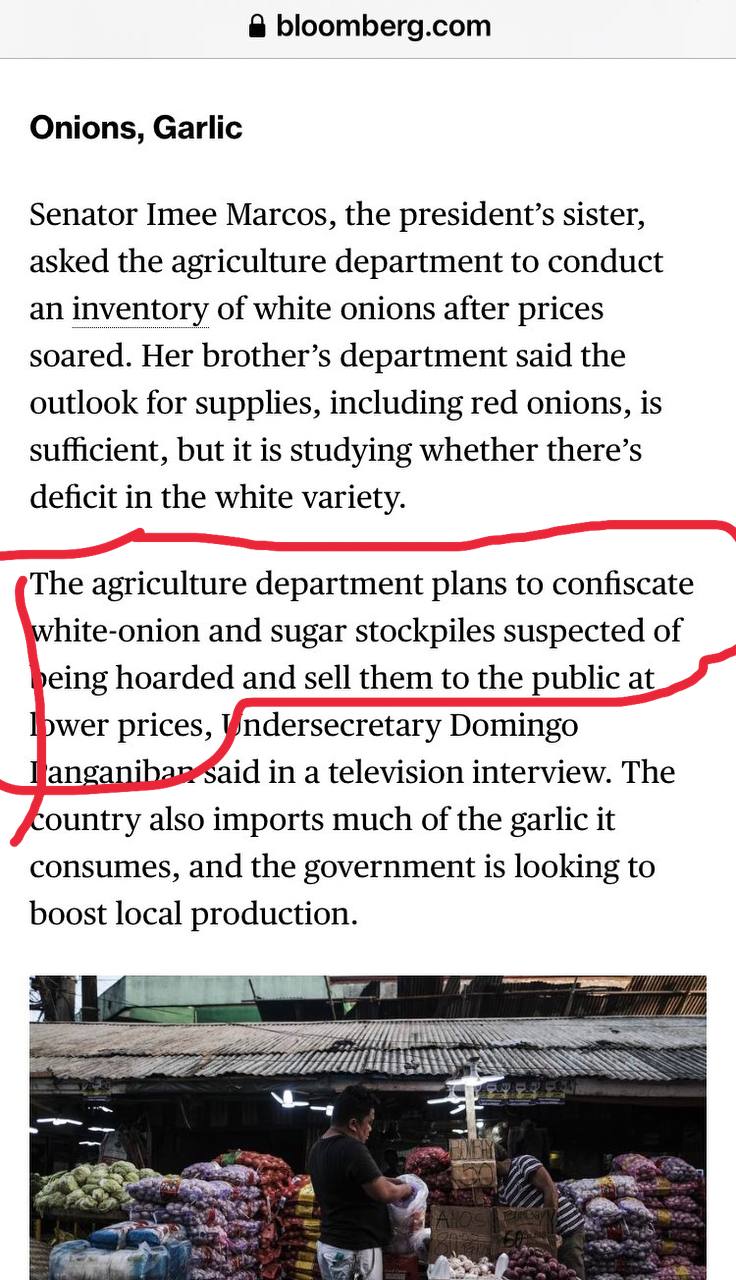 bloomberg.com
Onions, Garlic
Senator Imee Marcos, the president’s sister,
asked the agriculture department to conduct
an inventory of white onions after prices
soared. Her brother’s department said the
outlook for supplies, including red onions, is
sufficient, but it is studying whether there’s
deficit in the white variety.
The agriculture department plans to confiscate
white-onion and sugar stockpiles suspected of
being hoarded and sell them to the public at
lower prices, Undersecretary Domingo
Panganiban said in a television interview. The
country also imports much of the garlic it
consumes, and the government is looking to
boost local production.